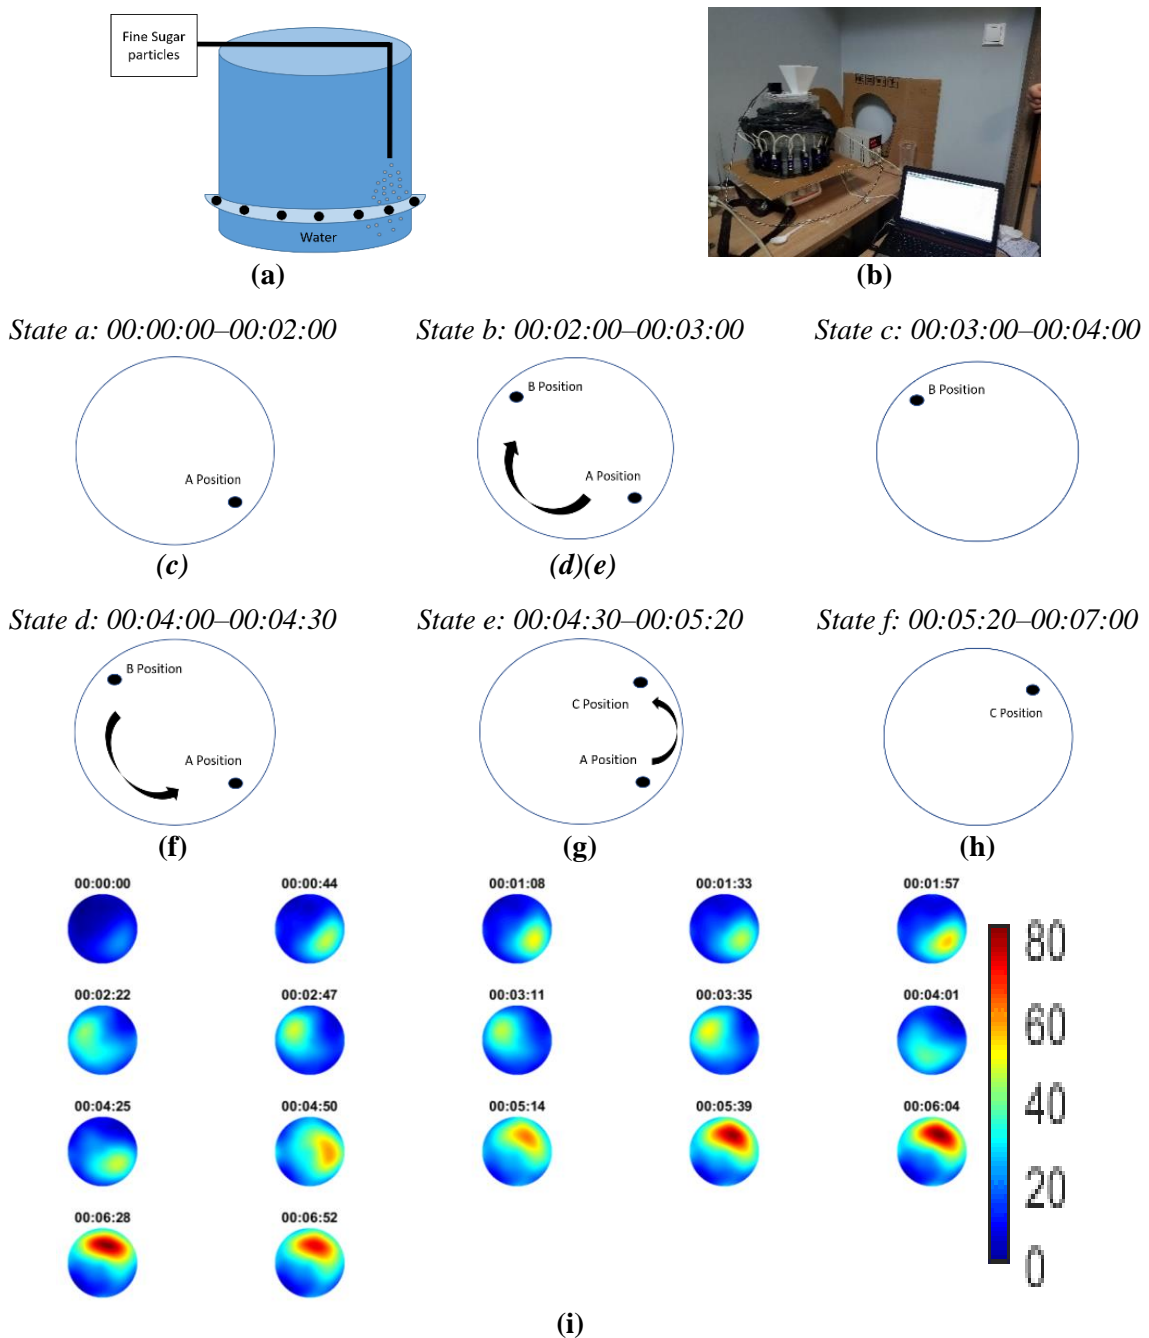 Fine Sugar
particles
Water
(a)
(b)
State a: 00:00:00–00:02:00
State b: 00:02:00–00:03:00
State c: 00:03:00–00:04:00
A Position
B Position
A Position
B Position
(c)
(d)(e)
State d: 00:04:00–00:04:30
State e: 00:04:30–00:05:20
State f: 00:05:20–00:07:00
B Position
A Position
C Position
A Position
C Position
(f)
(g)
(h)
00:00:00
00:00:44
00:01:08
00:01:33
00:01:57
00:02:22
00:02:47
00:03:11
00:03:35
00:04:01
00:04:25
00:04:50
00:05:14
00:05:39
00:06:04
00:06:28
00:06:52
80
60
40
20
0
(i)